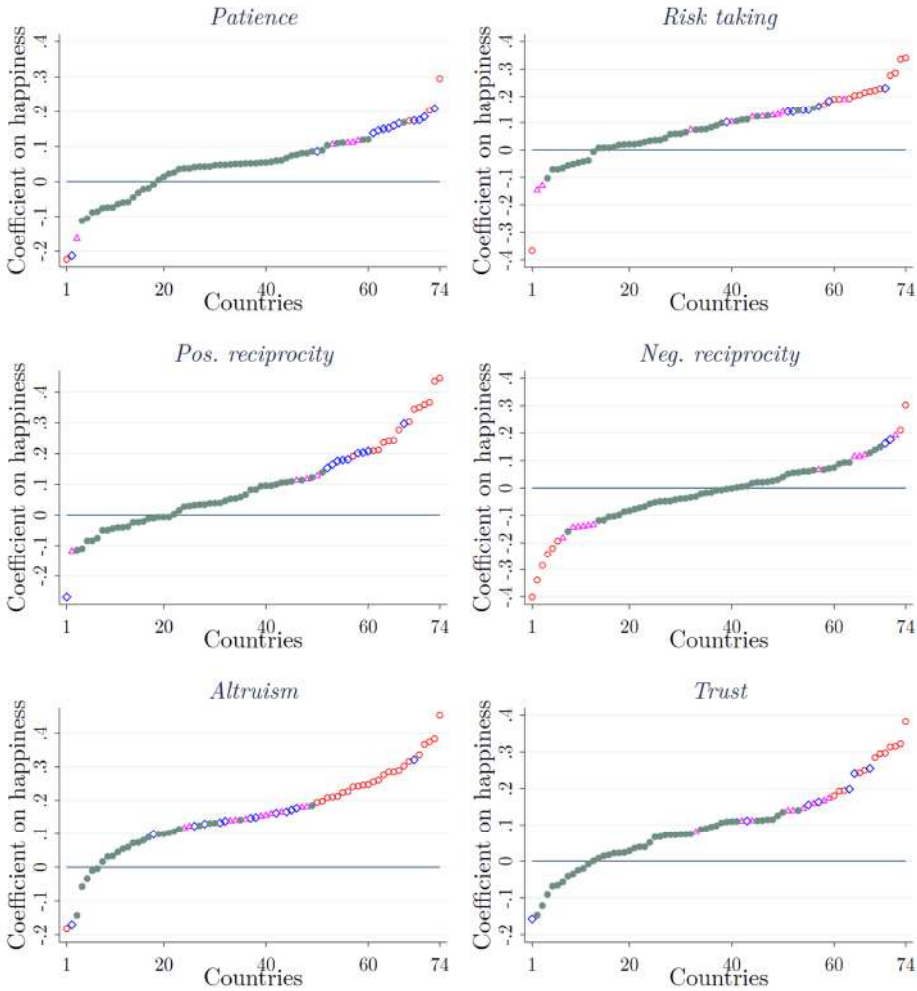 Patience
Coefficient on happiness
-.2 -.1 0 .1 .2 .3 .4
1 20 40 60 74
Countries
Risk taking
Coefficient on happiness
-.4 -.3 -.2 -.1 0 .1 .2 .3 .4
1 20 40 60 74
Countries
Pos. reciprocity
Coefficient on happiness
-.2 -.1 0 .1 .2 .3 .4
1 20 40 60 74
Countries
Neg. reciprocity
Coefficient on happiness
-.4 -.3 -.2 -.1 0 .1 .2 .3 .4
1 20 40 60 74
Countries
Altruism
Coefficient on happiness
-.2 -.1 0 .1 .2 .3 .4
1 20 40 60 74
Countries
Trust
Coefficient on happiness
-.2 -.1 0 .1 .2 .3 .4
1 20 40 60 74
Countries